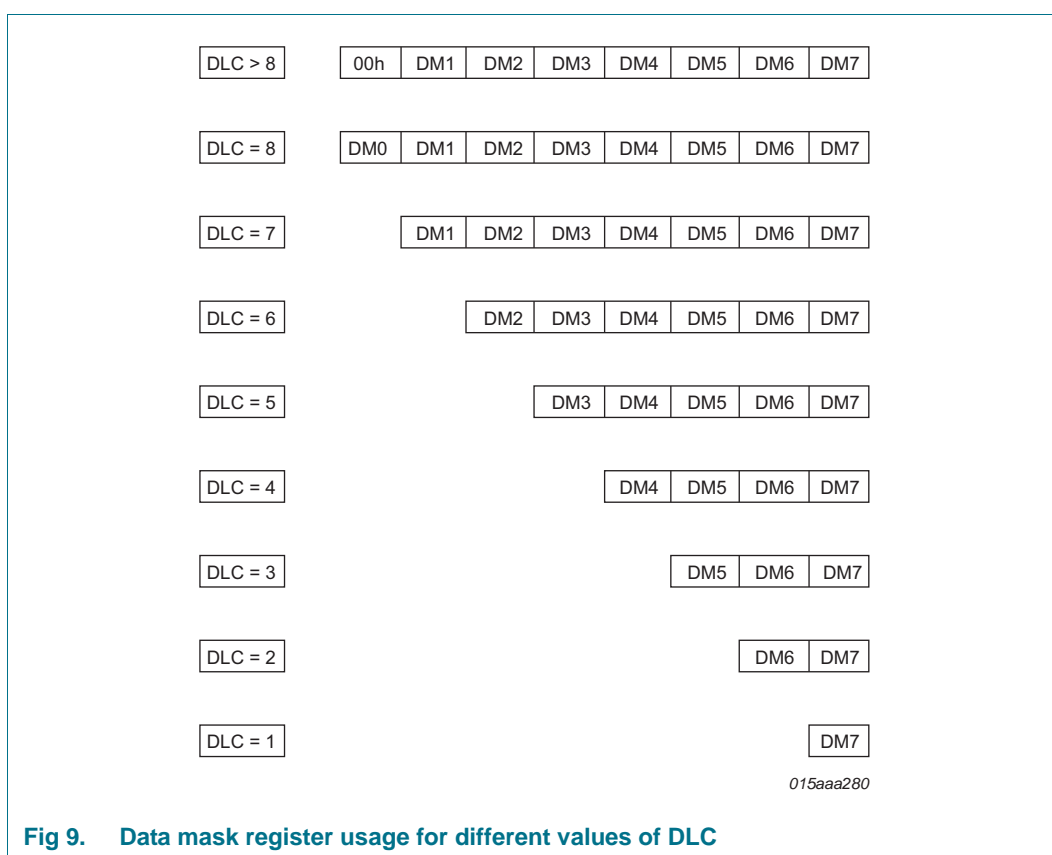 DLC > 8 00h DM1 DM2 DM3 DM4 DM5 DM6 DM7
DLC = 8 DM0 DM1 DM2 DM3 DM4 DM5 DM6 DM7
DLC = 7 DM1 DM2 DM3 DM4 DM5 DM6 DM7
DLC = 6 DM2 DM3 DM4 DM5 DM6 DM7
DLC = 5 DM3 DM4 DM5 DM6 DM7
DLC = 4 DM4 DM5 DM6 DM7
DLC = 3 DM5 DM6 DM7
DLC = 2 DM6 DM7
DLC = 1 DM7
015aaa280
Fig 9. Data mask register usage for different values of DLC